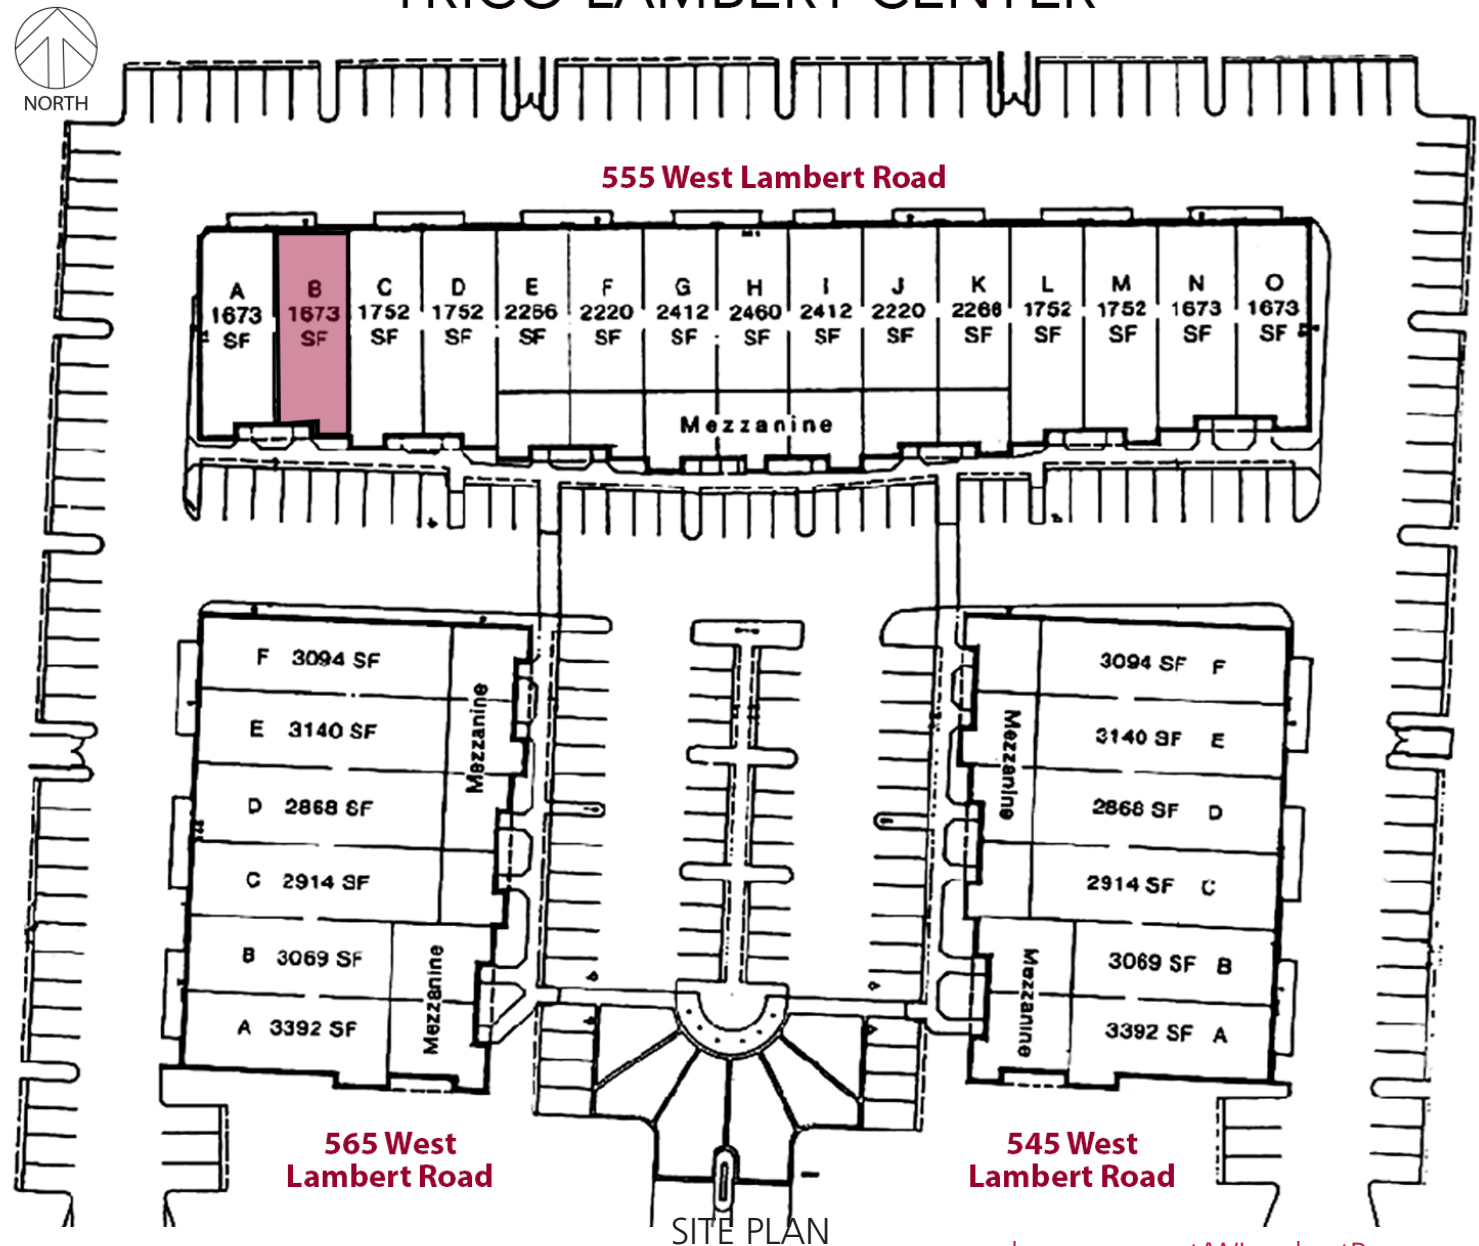 TRICO LAMBERT CENTER
NORTH
555 West Lambert Road
A
1673
SF
B
1673
SF
C
1752
SF
D
1752
SF
E
2266
SF
F
2220
SF
G
2412
SF
H
2460
SF
I
2412
SF
J
2220
SF
K
2266
SF
L
1752
SF
M
1752
SF
N
1673
SF
O
1673
SF
Mezzanine
F 3094 SF
E 3140 SF
D 2868 SF
C 2914 SF
B 3069 SF
A 3392 SF
Mezzanine
Mezzanine
3094 SF F
3140 SF E
2868 SF D
2914 SF C
3069 SF B
3392 SF A
Mezzanine
Mezzanine
565 West
Lambert Road
545 West
Lambert Road
SITE PLAN